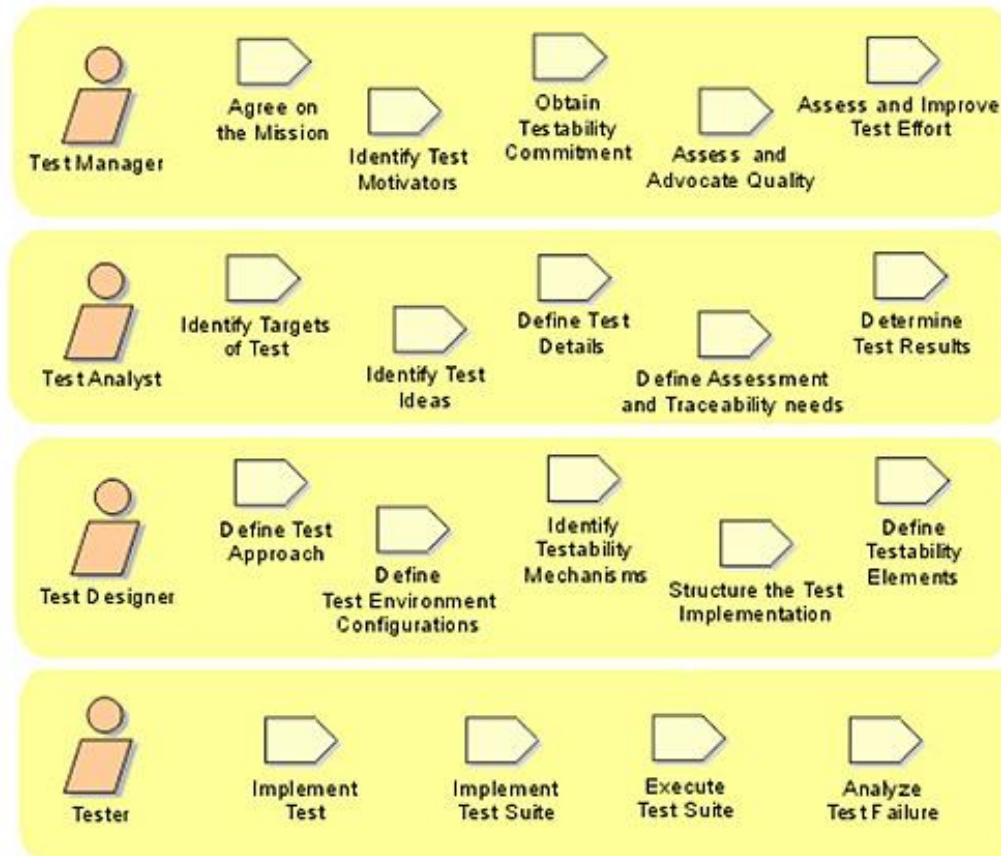 Test Manager
Agree on
the Mission
Identify Test
Motivators
Obtain
Testability
Commitment
Assess and
Advocate Quality
Assess and Improve
Test Effort
Test Analyst
Identify Targets
of Test
Identify Test
Ideas
Define Test
Details
Define Assessment
and Traceability needs
Determine
Test Results
Test Designer
Define Test
Approach
Define
Test Environment
Configurations
Identify
Testability
Mechanisms
Structure the Test
Implementation
Define
Testability
Elements
Tester
Implement
Test
Implement
Test Suite
Execute
Test Suite
Analyze
Test Failure